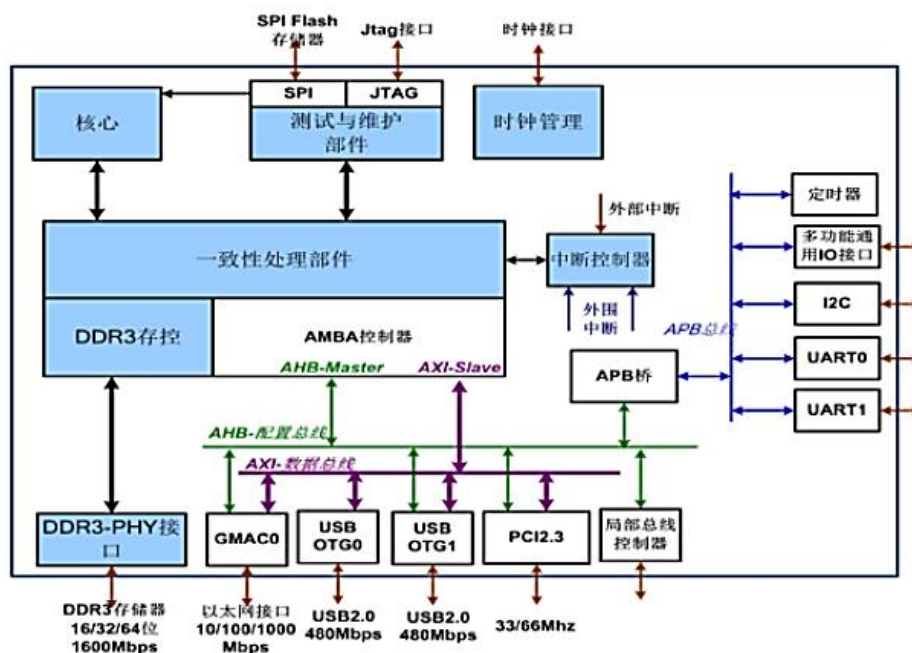 SPI Flash
存储器
Jtag接口
时钟接口
SPI
JTAG
核心
测试与维护
部件
时钟管理
外部中断
定时器
一致性处理部件
中断控制器
多功能通
用IO接口
外围
中断
I2C
APB总线
DDR3存控
AMBA控制器
AHB-Master
AXI-Slave
APB桥
UART0
UART1
AHB-配置总线
AXI-数据总线
DDR3-PHY接
口
GMAC0
USB
OTG0
USB
OTG1
PCI2.3
局部总线
控制器
DDR3存储器
16/32/64位
1600Mbps
以太网接口
10/100/1000
Mbps
USB2.0
480Mbps
USB2.0
480Mbps
33/66Mhz